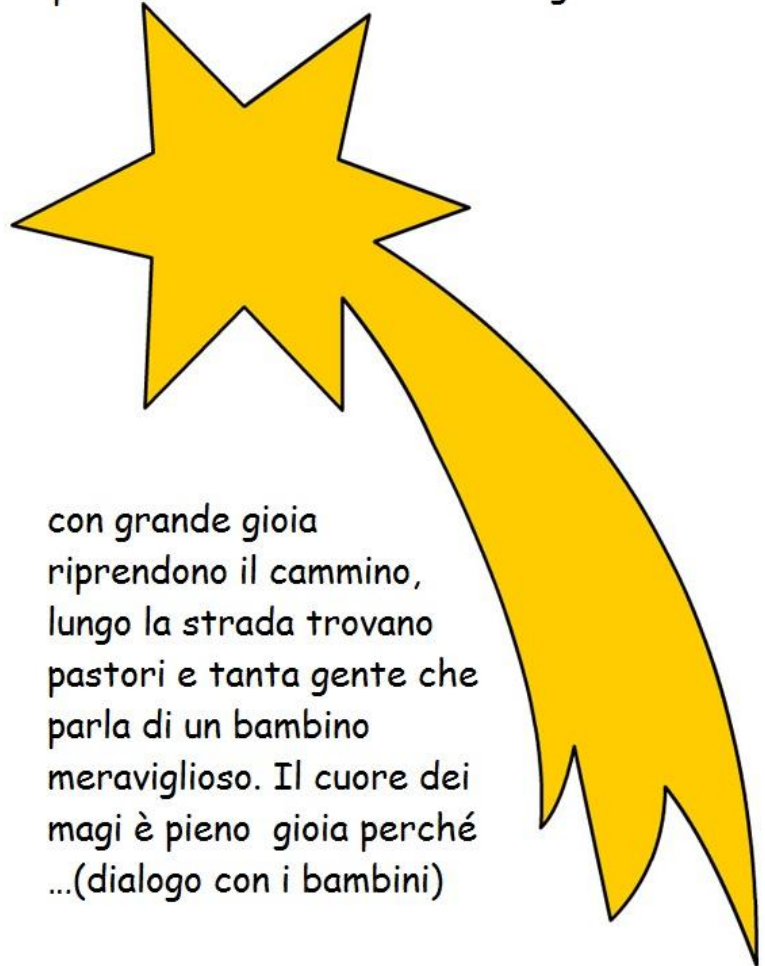 con grande gioia
riprendono il cammino,
lungo la strada trovano
pastori e tanta gente che
parla di un bambino
meraviglioso. Il cuore dei
magi è pieno  gioia perché
...(dialogo con i bambini)